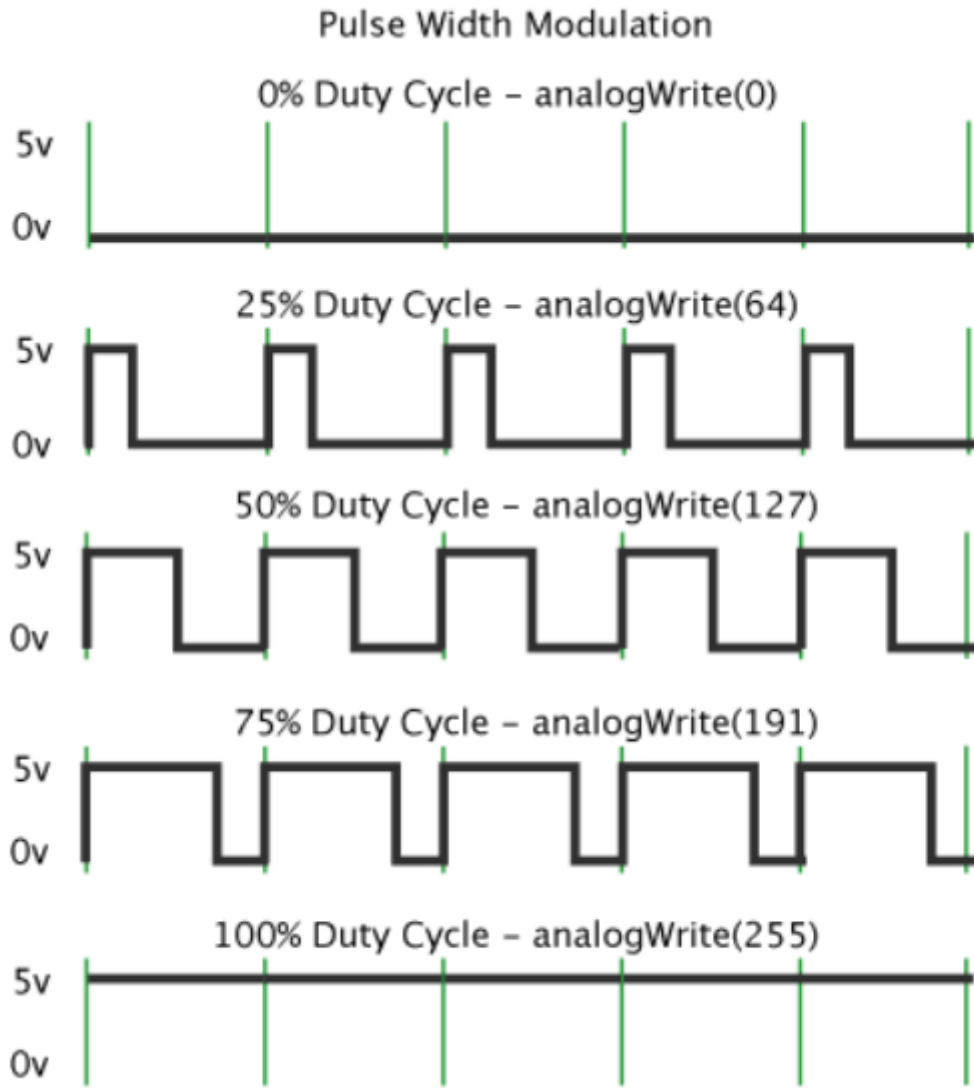 Pulse Width Modulation
0% Duty Cycle – analogWrite(0)
5v
0v
25% Duty Cycle – analogWrite(64)
5v
0v
50% Duty Cycle – analogWrite(127)
5v
0v
75% Duty Cycle – analogWrite(191)
5v
0v
100% Duty Cycle – analogWrite(255)
5v
0v